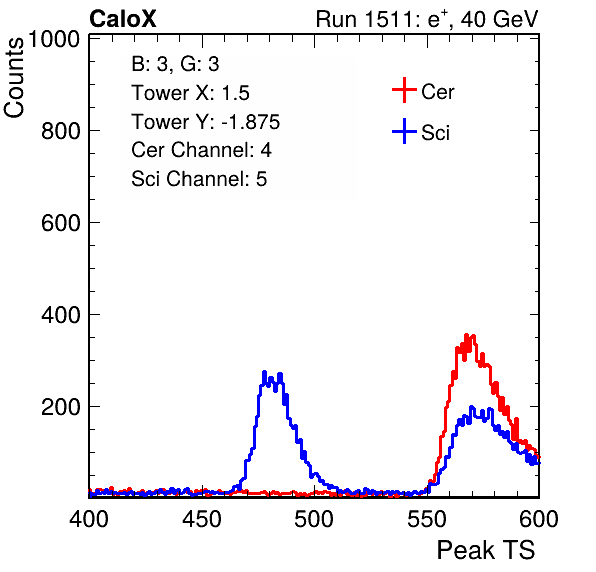 CaloX Run 1511: e⁺, 40 GeV
Counts
1000
800
600
400
200
B: 3, G: 3
Tower X: 1.5
Tower Y: -1.875
Cer Channel: 4
Sci Channel: 5
Cer
Sci
400 450 500 550 600
Peak TS